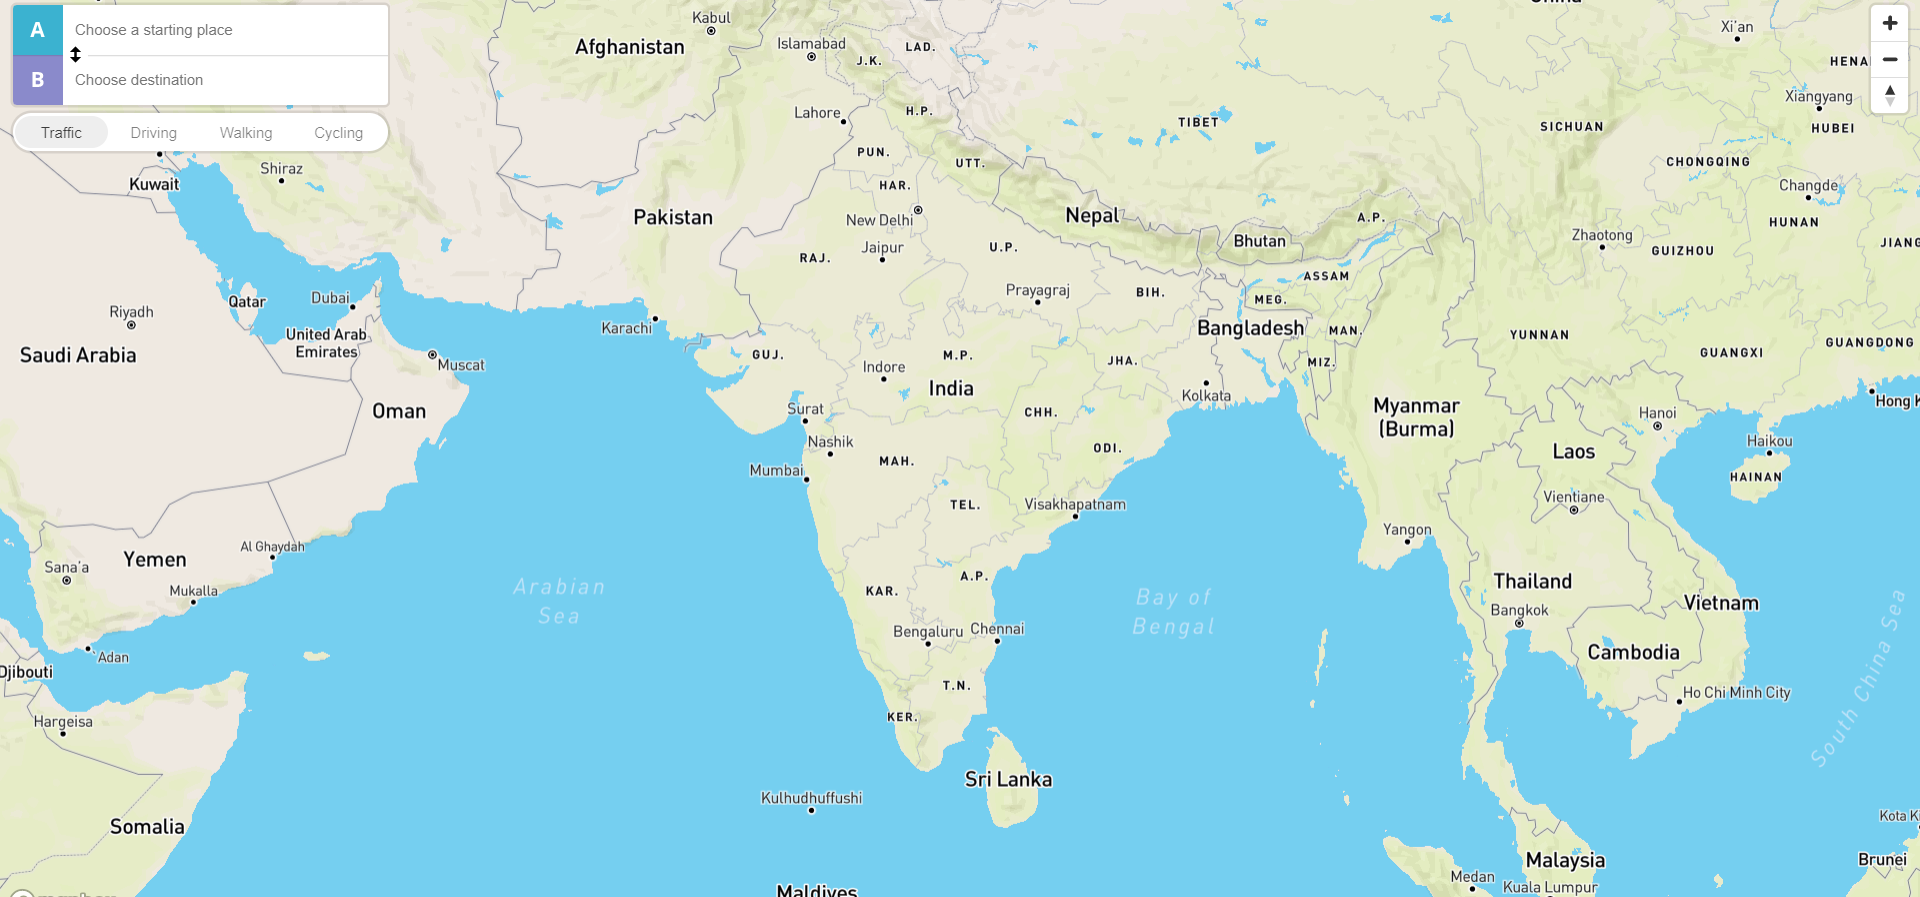 A
Choose a starting place
B
Choose destination
Traffic
Driving
Walking
Cycling
Kabul
Afghanistan
Islamabad
LAD.
J.K.
Xi'an
HENA
Xiangyang
HUBEI
Lahore
H.P.
TIBET
SICHUAN
PUN.
UTT.
CHONGQING
Shiraz
Kuwait
HAR.
Changde
Pakistan
New Delhi
Nepal
A.P.
HUNAN
Zhaotong
Bhutan
JIANG
Jaipur
U.P.
GUIZHOU
RAJ.
ASSAM
Qatar
Dubai
Prayagraj
BIH.
MEG.
Riyadh
Karachi
Bangladesh
MAN.
United Arab
Emirates
YUNNAN
GUANGDONG
Saudi Arabia
Muscat
GUJ.
M.P.
JHA.
MIZ.
GUANGXI
Indore
India
Kolkata
Hong K
Oman
Surat
CHH.
Myanmar
(Burma)
Hanoi
Nashik
Haikou
Mumbai
MAH.
ODI.
Laos
HAINAN
TEL.
Visakhapatnam
Vientiane
Yangon
Al Ghaydah
Yemen
Sana'a
Mukalla
Arabian
Sea
A.P.
KAR.
Bay of
Bengal
Thailand
Bangkok
Vietnam
Bengaluru
Chennai
Adan
Djibouti
Cambodia
South China Sea
T.N.
Ho Chi Minh City
Hargeisa
KER.
Sri Lanka
Kulhudhuffushi
Somalia
Kota Ki
Malaysia
Brunei
Medan
Kuala Lumpur
Maldives